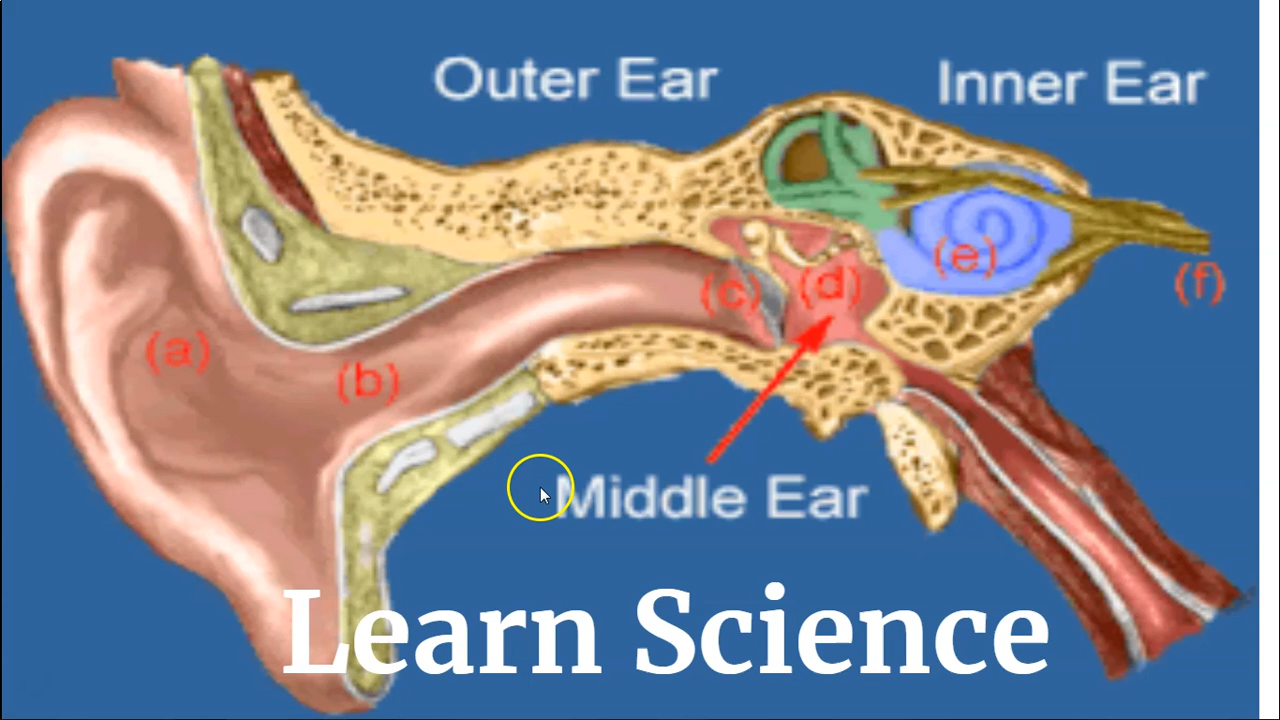 Outer Ear
Inner Ear
(a)
(b)
(c)
(d)
(e)
(f)
Middle Ear
Learn Science